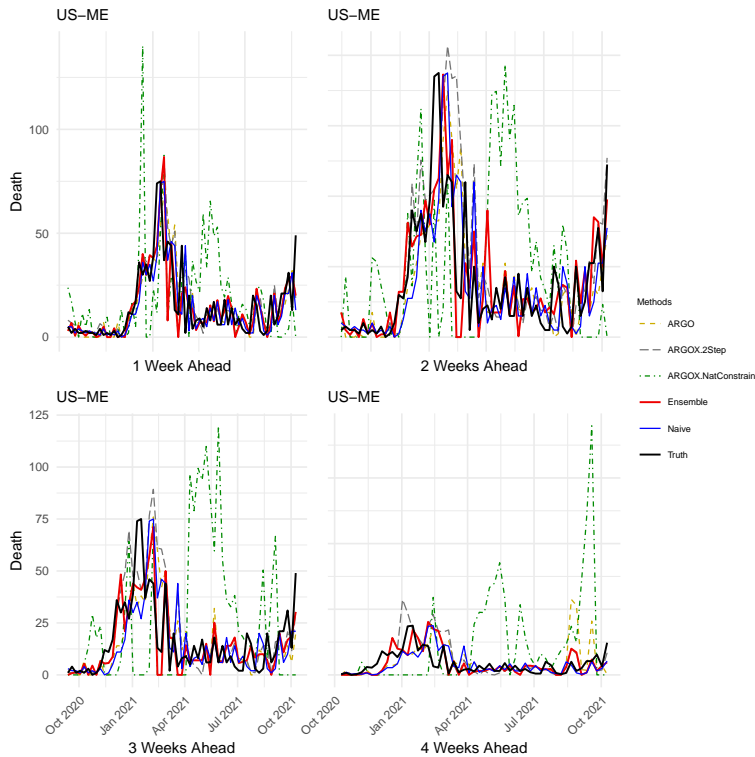 US−ME
US−ME
Death
100
50
0
1 Week Ahead
2 Weeks Ahead
US−ME
US−ME
Death
125
100
75
50
25
0
Oct 2020
Jan 2021
Apr 2021
Jul 2021
Oct 2021
Oct 2020
Jan 2021
Apr 2021
Jul 2021
Oct 2021
3 Weeks Ahead
4 Weeks Ahead
Methods
ARGO
ARGOX.2Step
ARGOX.NatConstrain
Ensemble
Naive
Truth